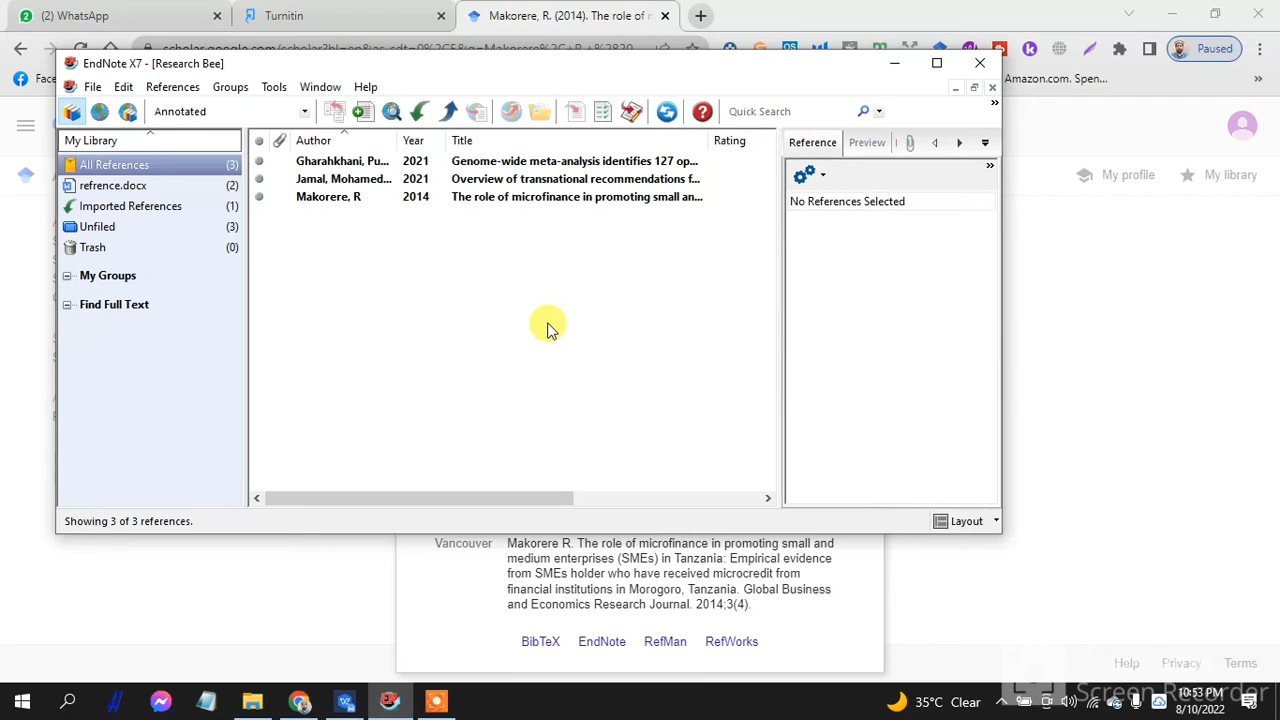 (2) WhatsApp
Turnitin
Makorere, R. (2014). The role of r
Paused
Face
Amazon.com. Spen...
My profile
My library
EndNote X7 - [Research Bee]
File Edit References Groups Tools Window Help
Annotated
Quick Search
My Library
All References (3)
refrence.docx (2)
Imported References (1)
Unfiled (3)
Trash (0)
My Groups
Find Full Text
Author Year Title Rating
Gharahkhani, Pu... 2021 Genome-wide meta-analysis identifies 127 op...
Jamal, Mohamed... 2021 Overview of transnational recommendations f...
Makorere, R 2014 The role of microfinance in promoting small an...
Reference Preview
No References Selected
Showing 3 of 3 references.
Layout
Vancouver
Makorere R. The role of microfinance in promoting small and
medium enterprises (SMEs) in Tanzania: Empirical evidence
from SMEs holder who have received microcredit from
financial institutions in Morogoro, Tanzania. Global Business
and Economics Research Journal. 2014;3(4).
BibTeX EndNote RefMan RefWorks
Help Privacy Terms
35°C Clear
10:53 PM
8/10/2022
Screen Recorder